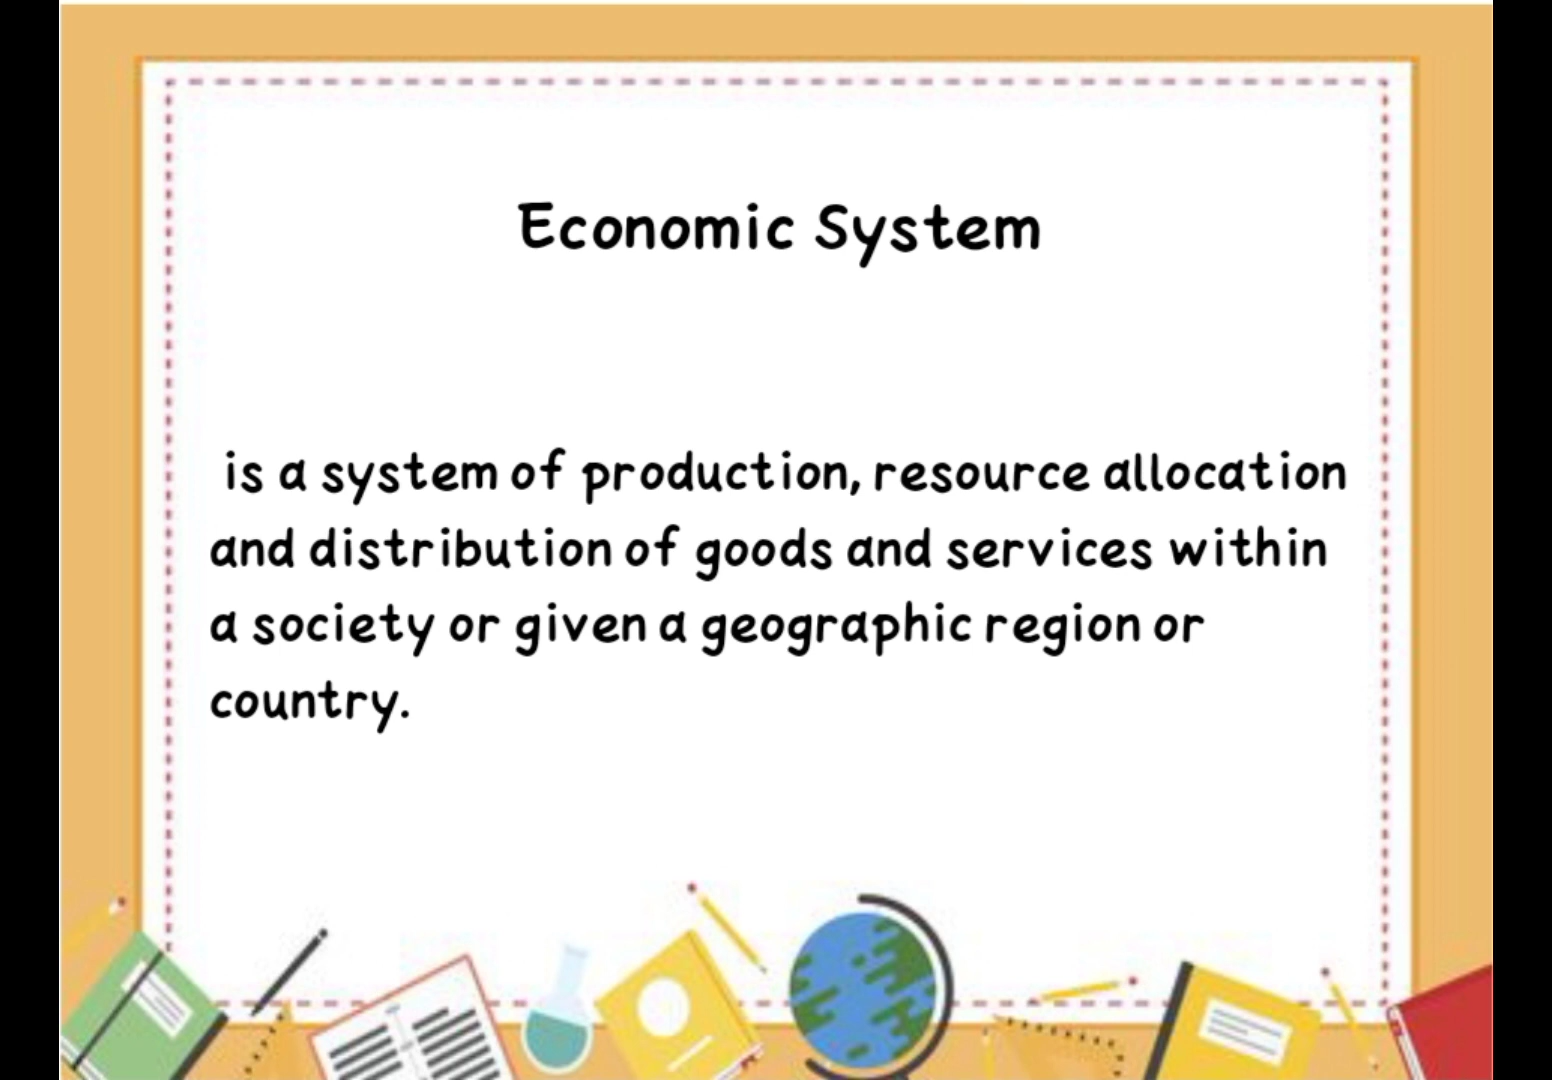 Economic System
is a system of production, resource allocation
and distribution of goods and services within
a society or given a geographic region or
country.